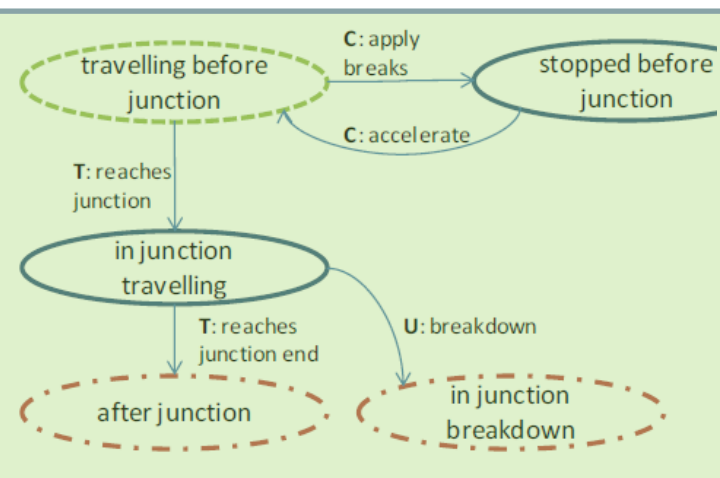 travelling before
junction
C: apply
breaks
stopped before
junction
C: accelerate
T: reaches
junction
in junction
travelling
T: reaches
junction end
U: breakdown
after junction
in junction
breakdown